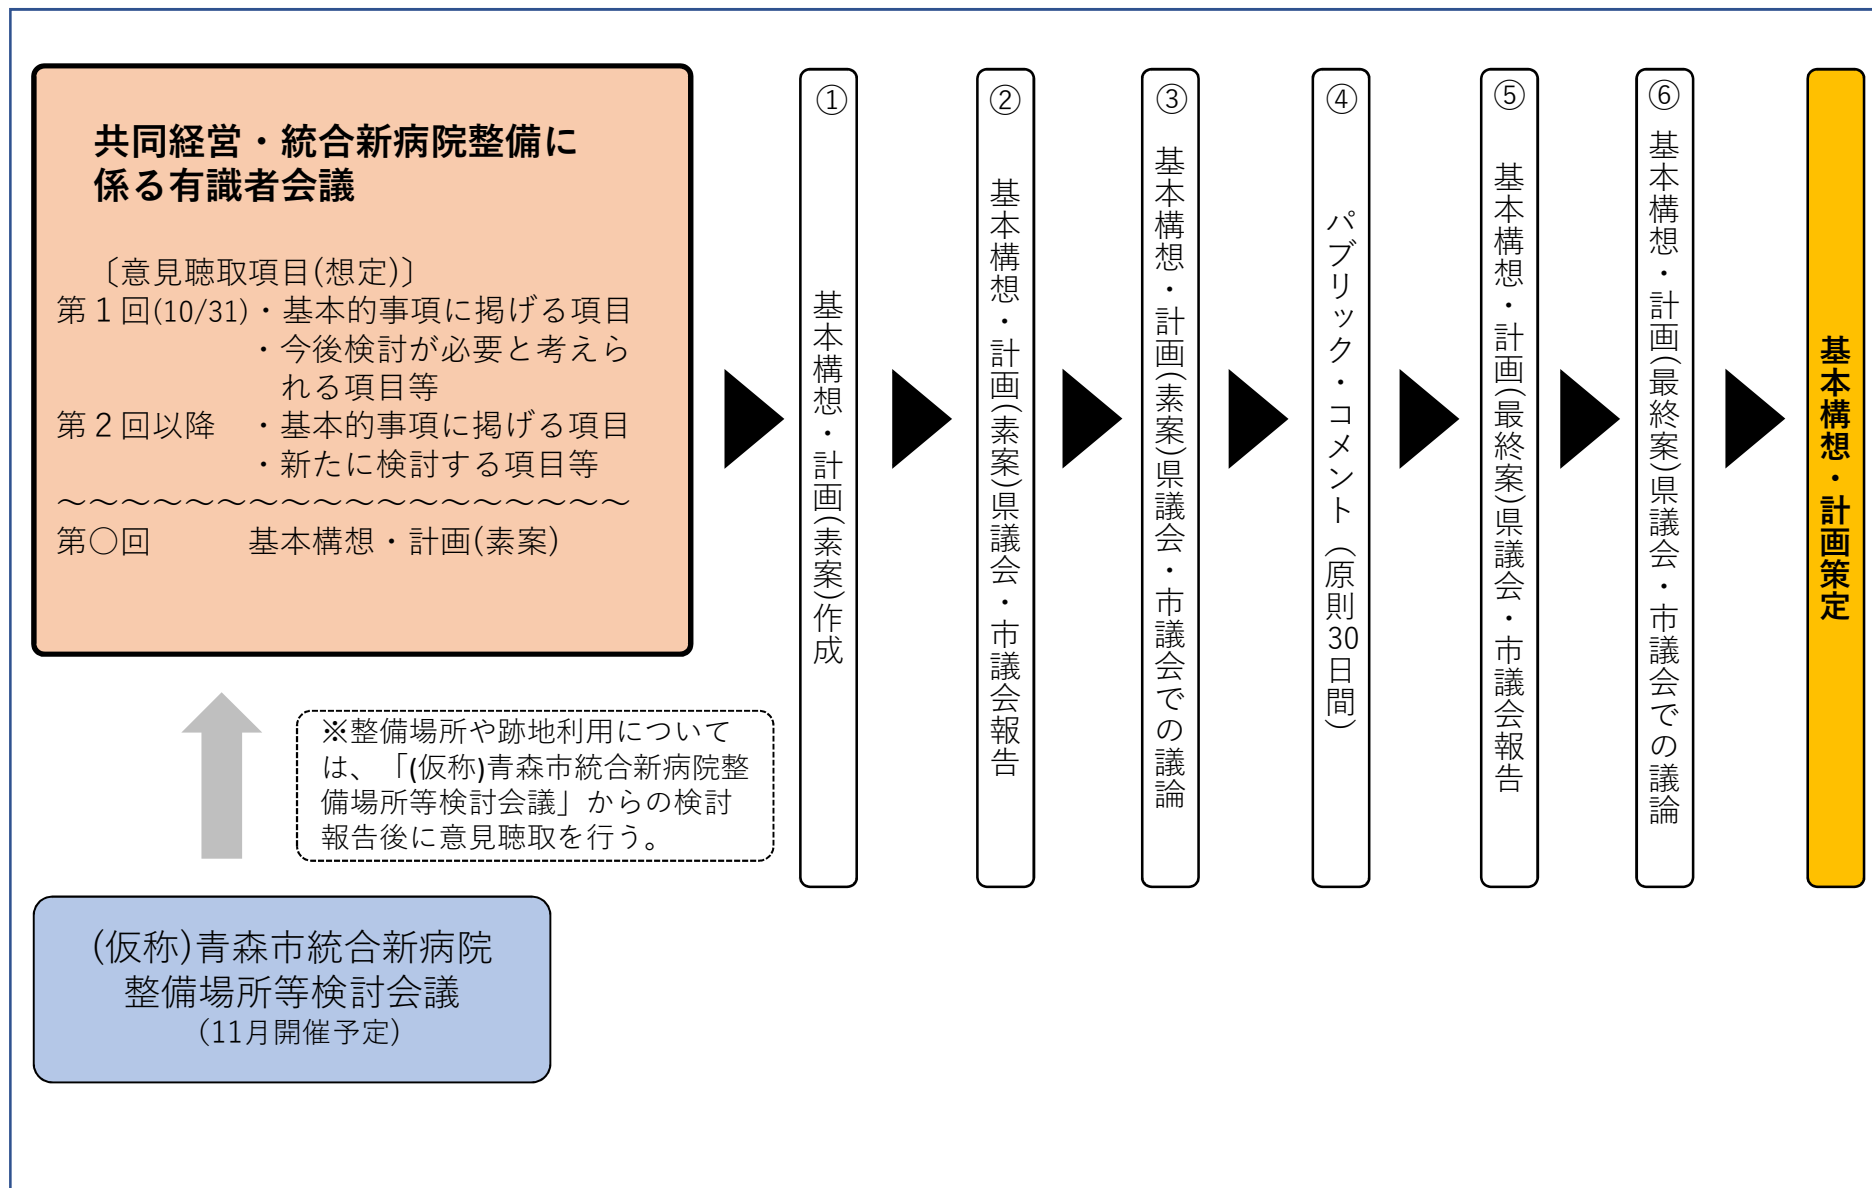 共同経営・統合新病院整備に
係る有識者会議
〔意見聴取項目(想定)〕
第１回(10/31)・基本的事項に掲げる項目
・今後検討が必要と考えら
れる項目等
第２回以降　・基本的事項に掲げる項目
・新たに検討する項目等
～～～～～～～～～～～～～～～～～～
第○回　　　基本構想・計画(素案)
※整備場所や跡地利用について
は、「(仮称)青森市統合新病院整
備場所等検討会議」からの検討
報告後に意見聴取を行う。
(仮称)青森市統合新病院
整備場所等検討会議
(11月開催予定)
① 基本構想・計画(素案)作成
② 基本構想・計画(素案)県議会・市議会報告
③ 基本構想・計画(素案)県議会・市議会での議論
④ パブリック・コメント（原則30日間）
⑤ 基本構想・計画(最終案)県議会・市議会報告
⑥ 基本構想・計画(最終案)県議会・市議会での議論
基本構想・計画策定